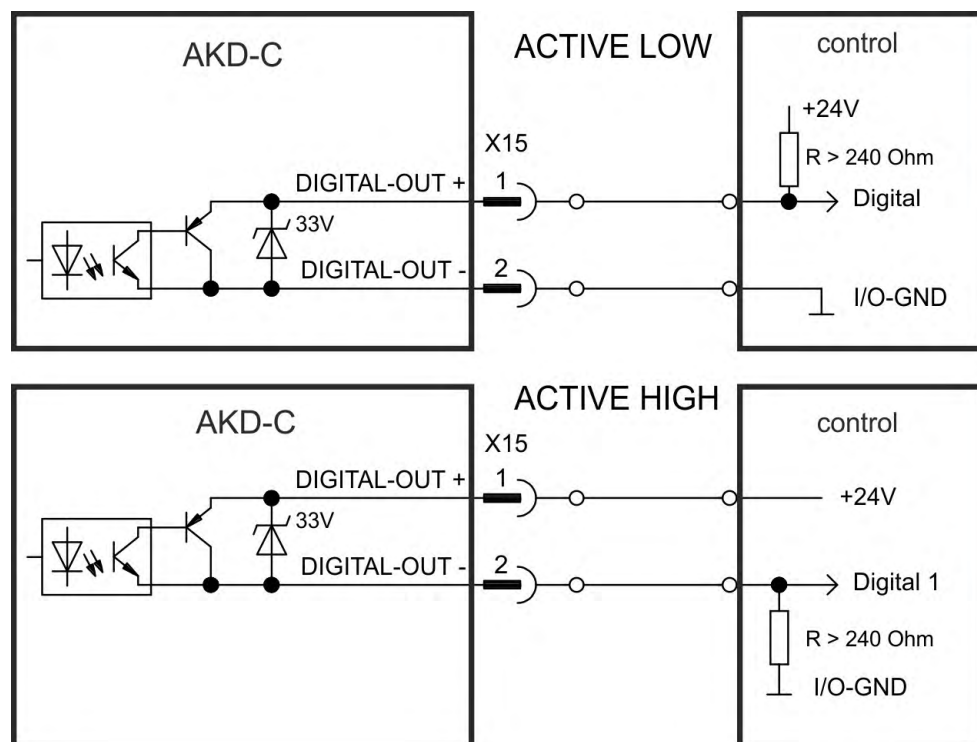 AKD-C
ACTIVE LOW
control
+24V
X15
R > 240 Ohm
DIGITAL-OUT +
1
Digital
33V
DIGITAL-OUT -
2
I/O-GND
AKD-C
ACTIVE HIGH
control
X15
DIGITAL-OUT +
1
+24V
33V
DIGITAL-OUT -
2
Digital 1
R > 240 Ohm
I/O-GND